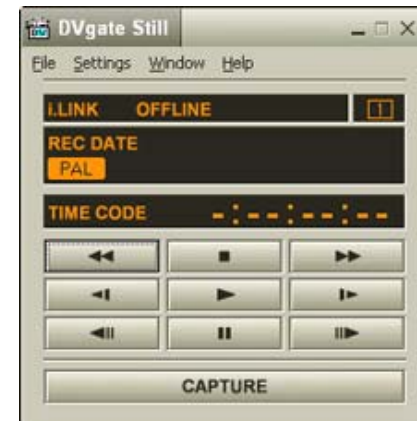 DVgate Still
File Settings Window Help
i.LINK OFFLINE
REC DATE
PAL
TIME CODE -:--:--:--
CAPTURE